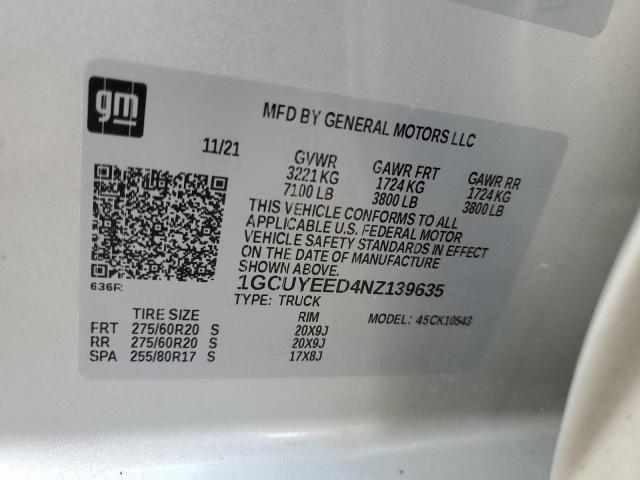 gm
MFD BY GENERAL MOTORS LLC
11/21
GVWR GAWR FRT GAWR RR
3221 KG 1724 KG 1724 KG
7100 LB 3800 LB 3800 LB
THIS VEHICLE CONFORMS TO ALL
APPLICABLE U.S. FEDERAL MOTOR
VEHICLE SAFETY STANDARDS IN EFFECT
ON THE DATE OF MANUFACTURE
SHOWN ABOVE.
1GCUYEED4NZ139635
636R
TYPE: TRUCK
TIRE SIZE RIM MODEL: 45CK10543
FRT 275/60R20 S 20X9J
RR 275/60R20 S 20X9J
SPA 255/80R17 S 17X8J